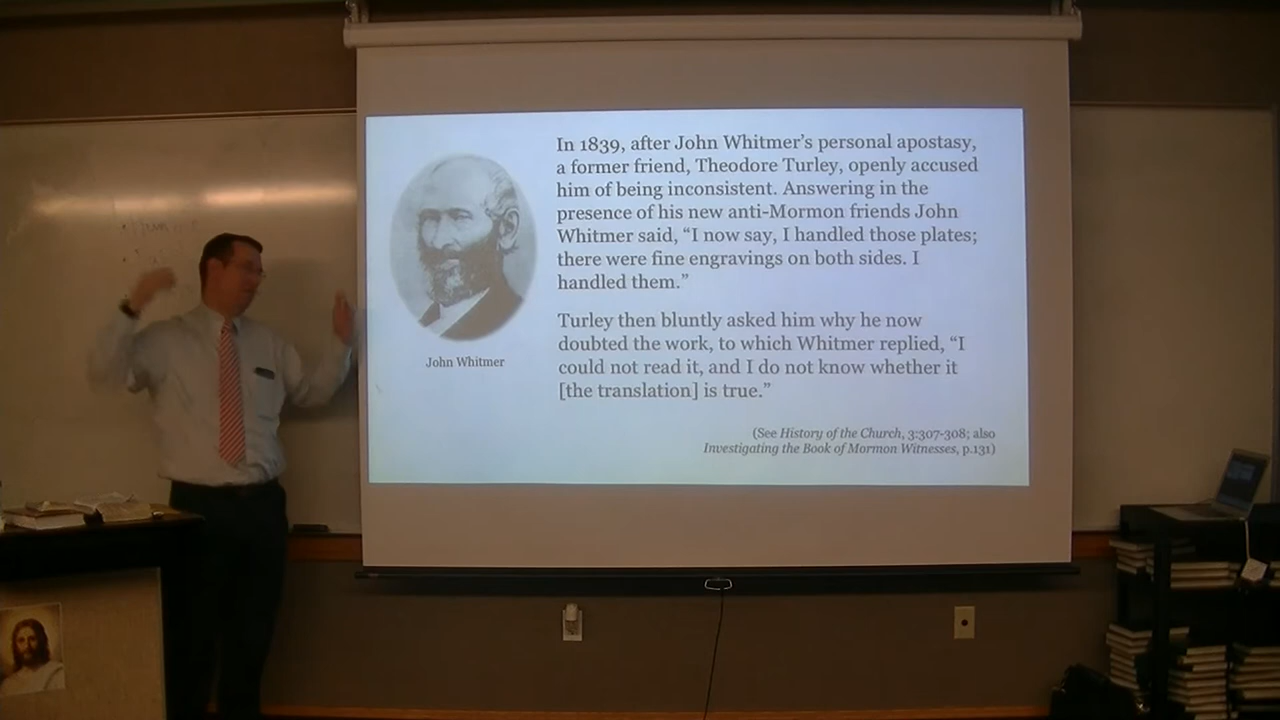 In 1839, after John Whitmer's personal apostasy,
a former friend, Theodore Turley, openly accused
him of being inconsistent. Answering in the
presence of his new anti-Mormon friends John
Whitmer said, “I now say, I handled those plates;
there were fine engravings on both sides. I
handled them.”
Turley then bluntly asked him why he now
doubted the work, to which Whitmer replied, “I
could not read it, and I do not know whether it
[the translation] is true.”
John Whitmer
(See History of the Church, 3:307-308; also
Investigating the Book of Mormon Witnesses, p.131)